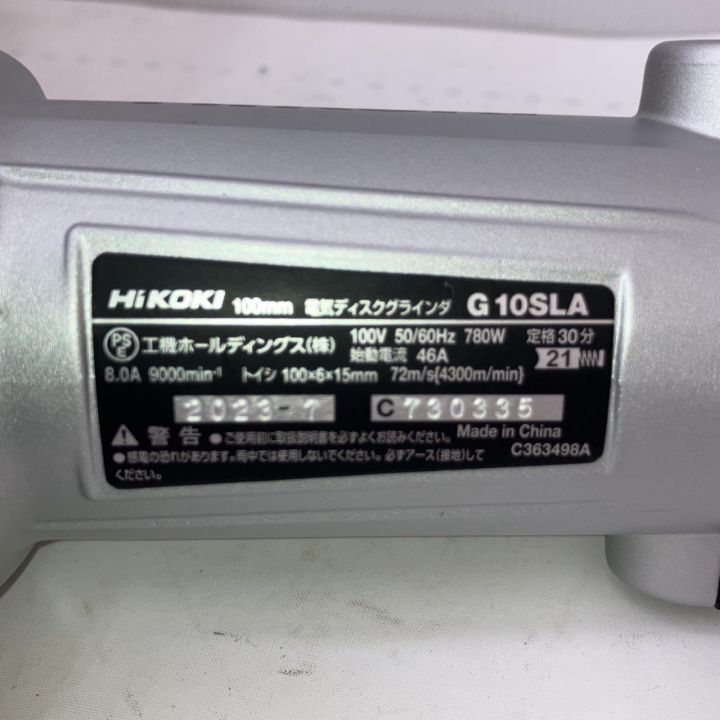 HiKOKI 100mm 電気ディスクグラインダ G10SLA
PSE 工機ホールディングス(株) 100V 50/60Hz 780W 定格30分
始動電流 46A 21
8.0A 9000min⁻¹ トイシ 100×6×15mm 72m/s{4300m/min}
2023-7 C730335
⚠警告 ●ご使用前に取扱説明書を必ずよくお読みください。 Made in China
●感電の恐れがあります。雨中では使用しないでください。必ずアース(接地)して C363498A
ください。